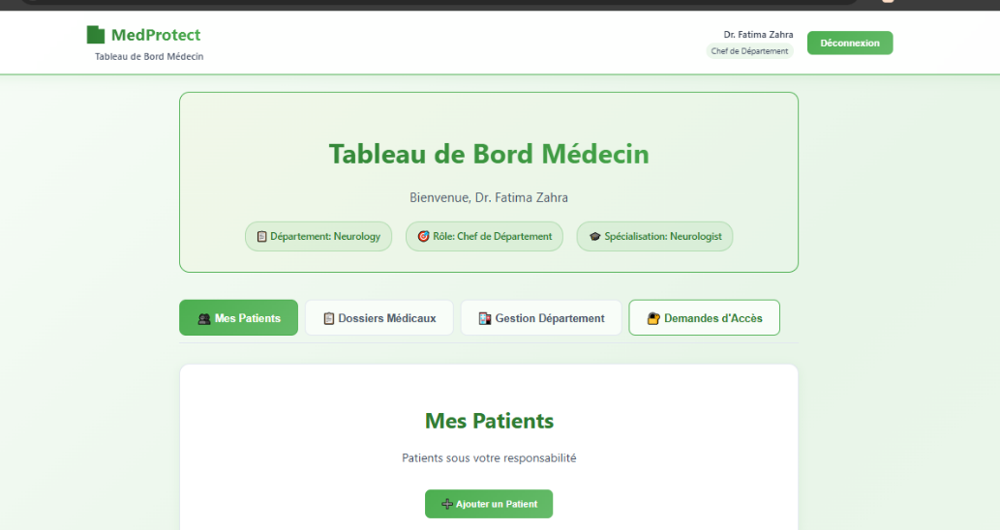 MedProtect
Tableau de Bord Médecin
Dr. Fatima Zahra
Chef de Département
Déconnexion
Tableau de Bord Médecin
Bienvenue, Dr. Fatima Zahra
Département: Neurology
Rôle: Chef de Département
Spécialisation: Neurologist
Mes Patients
Dossiers Médicaux
Gestion Département
Demandes d'Accès
Mes Patients
Patients sous votre responsabilité
Ajouter un Patient